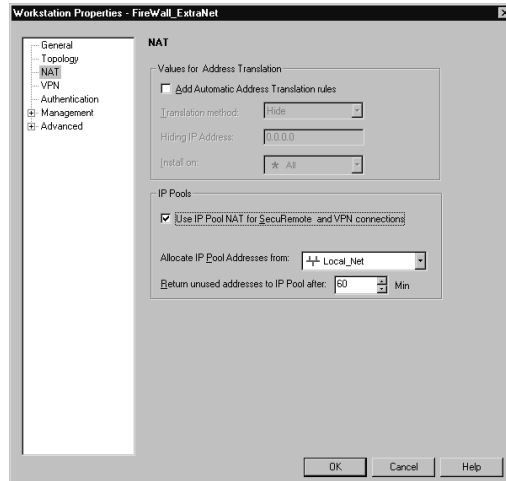 Workstation Properties - FireWall_ExtraNet
General
Topology
NAT
VPN
Authentication
Management
Advanced
NAT
Values for Address Translation
Add Automatic Address Translation rules
Translation method: Hide
Hiding IP Address: 0.0.0.0
Install on: All
IP Pools
Use IP Pool NAT for SecuRemote and VPN connections
Allocate IP Pool Addresses from: Local_Net
Return unused addresses to IP Pool after: 60 Min
OK Cancel Help